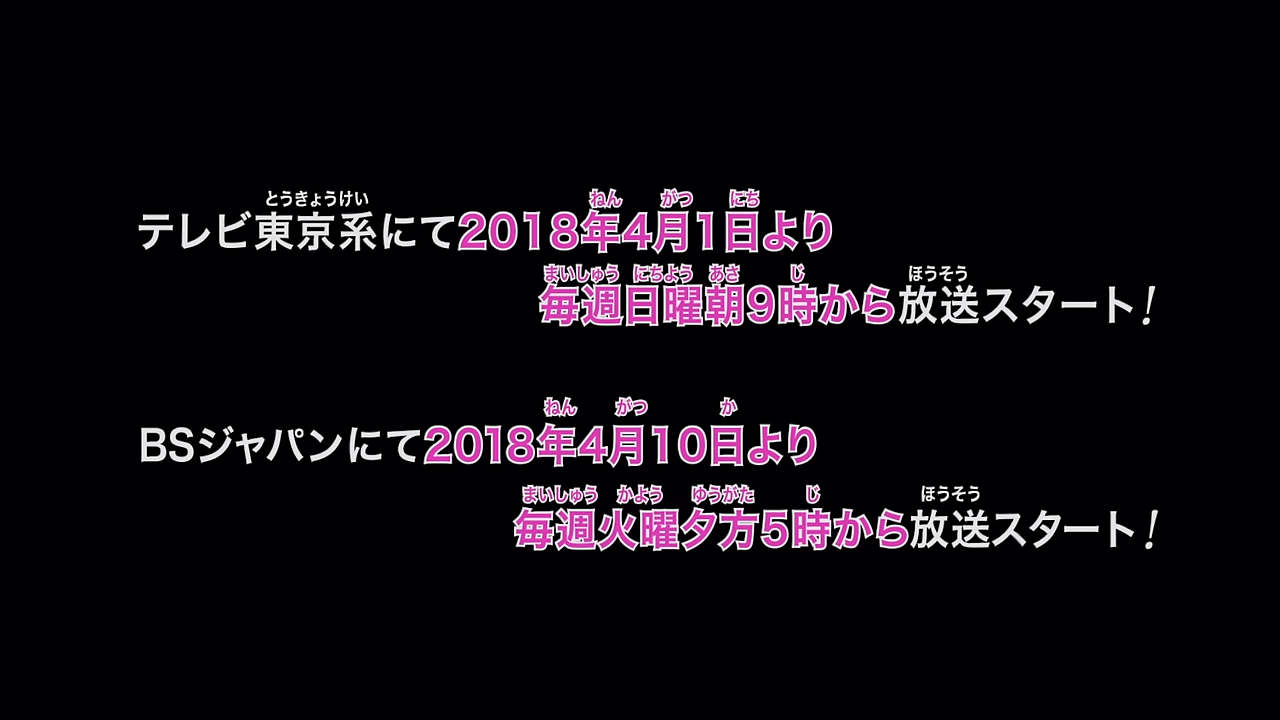 とうきょうけい ねん がつ にち
テレビ東京系にて2018年4月1日より
まいしゅう にちよう あさ じ ほうそう
毎週日曜朝9時から放送スタート!
ねん がつ か
BSジャパンにて2018年4月10日より
まいしゅう かよう ゆうがた じ ほうそう
毎週火曜夕方5時から放送スタート!